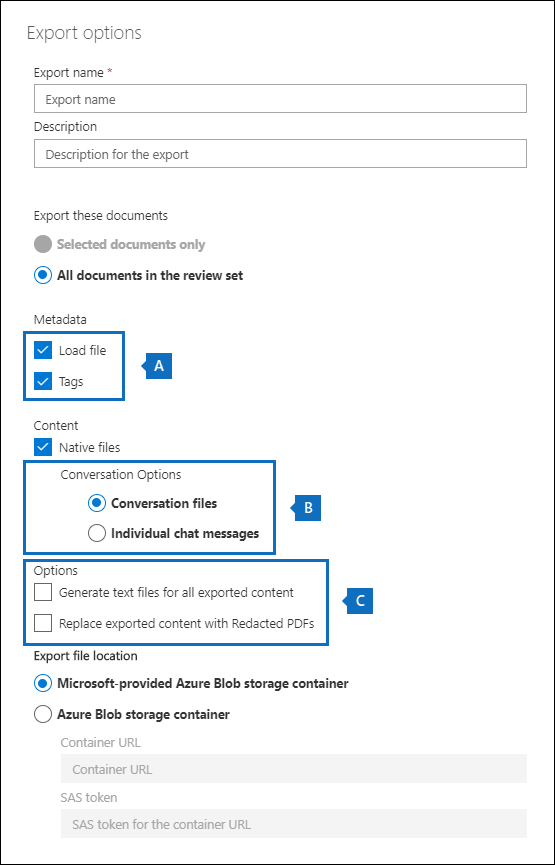 Export options
Export name *
Export name
Description
Description for the export
Export these documents
Selected documents only
All documents in the review set
Metadata
Load file
A
Tags
Content
Native files
Conversation Options
Conversation files
B
Individual chat messages
Options
Generate text files for all exported content
C
Replace exported content with Redacted PDFs
Export file location
Microsoft-provided Azure Blob storage container
Azure Blob storage container
Container URL
Container URL
SAS token
SAS token for the container URL